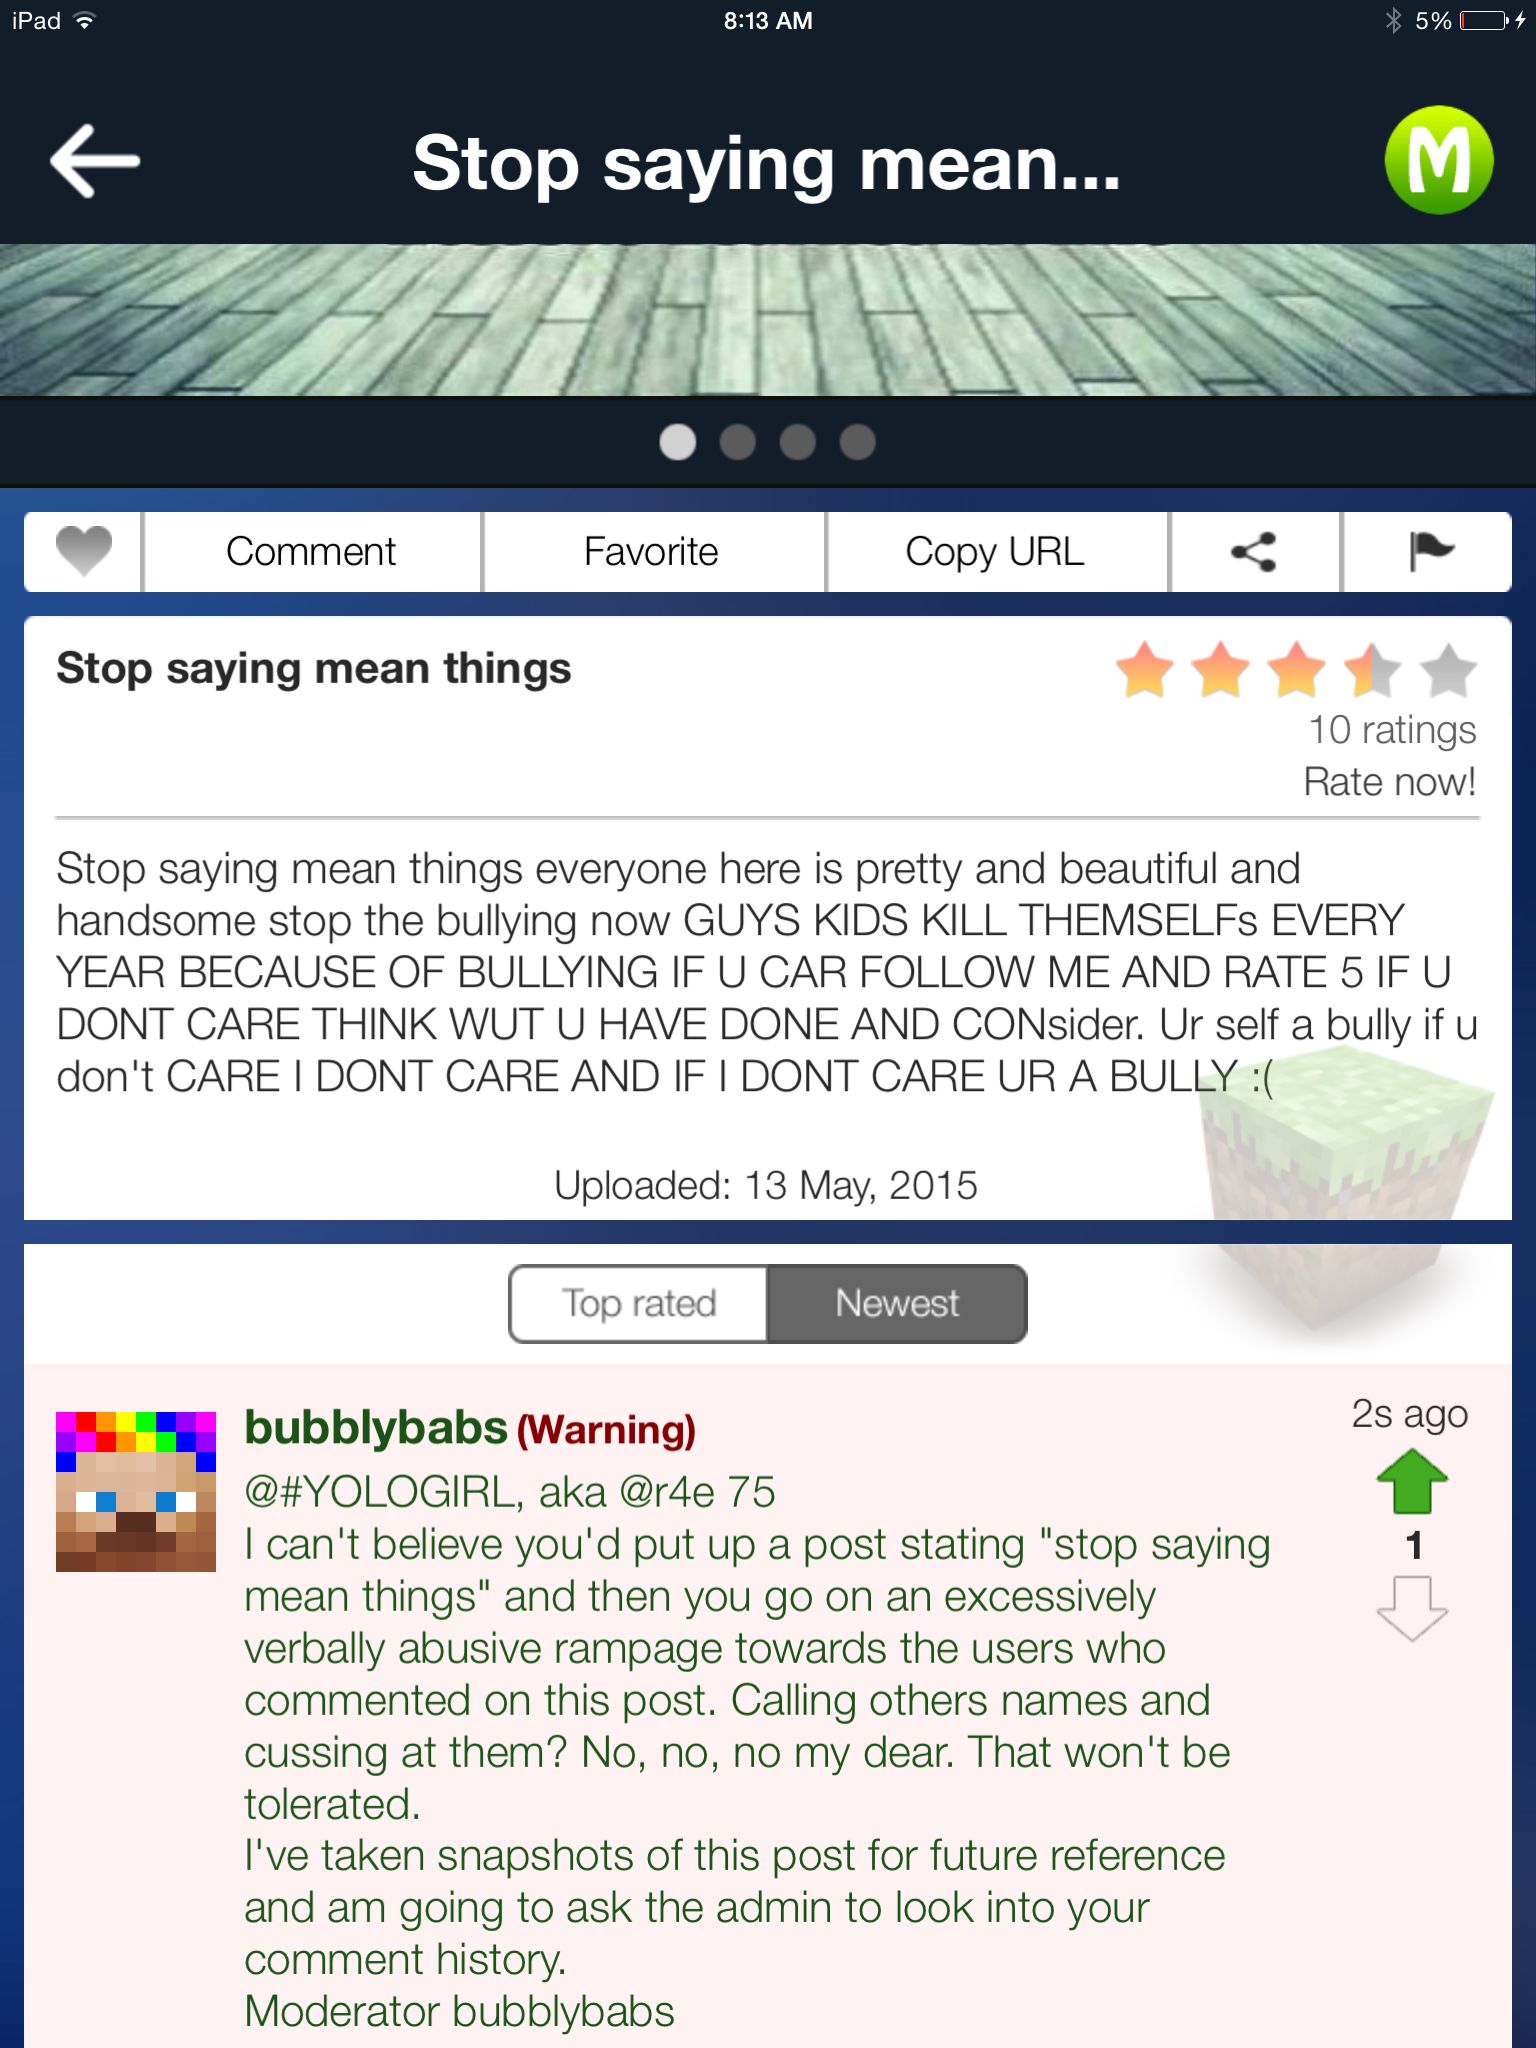 iPad 8:13 AM 5%
Stop saying mean...
M
Comment Favorite Copy URL
Stop saying mean things
10 ratings
Rate now!
Stop saying mean things everyone here is pretty and beautiful and
handsome stop the bullying now GUYS KIDS KILL THEMSELFs EVERY
YEAR BECAUSE OF BULLYING IF U CAR FOLLOW ME AND RATE 5 IF U
DONT CARE THINK WUT U HAVE DONE AND CONsider. Ur self a bully if u
don't CARE I DONT CARE AND IF I DONT CARE UR A BULLY :(
Uploaded: 13 May, 2015
Top rated Newest
bubblybabs (Warning) 2s ago
@#YOLOGIRL, aka @r4e 75
I can't believe you'd put up a post stating "stop saying
1
mean things" and then you go on an excessively
verbally abusive rampage towards the users who
commented on this post. Calling others names and
cussing at them? No, no, no my dear. That won't be
tolerated.
I've taken snapshots of this post for future reference
and am going to ask the admin to look into your
comment history.
Moderator bubblybabs